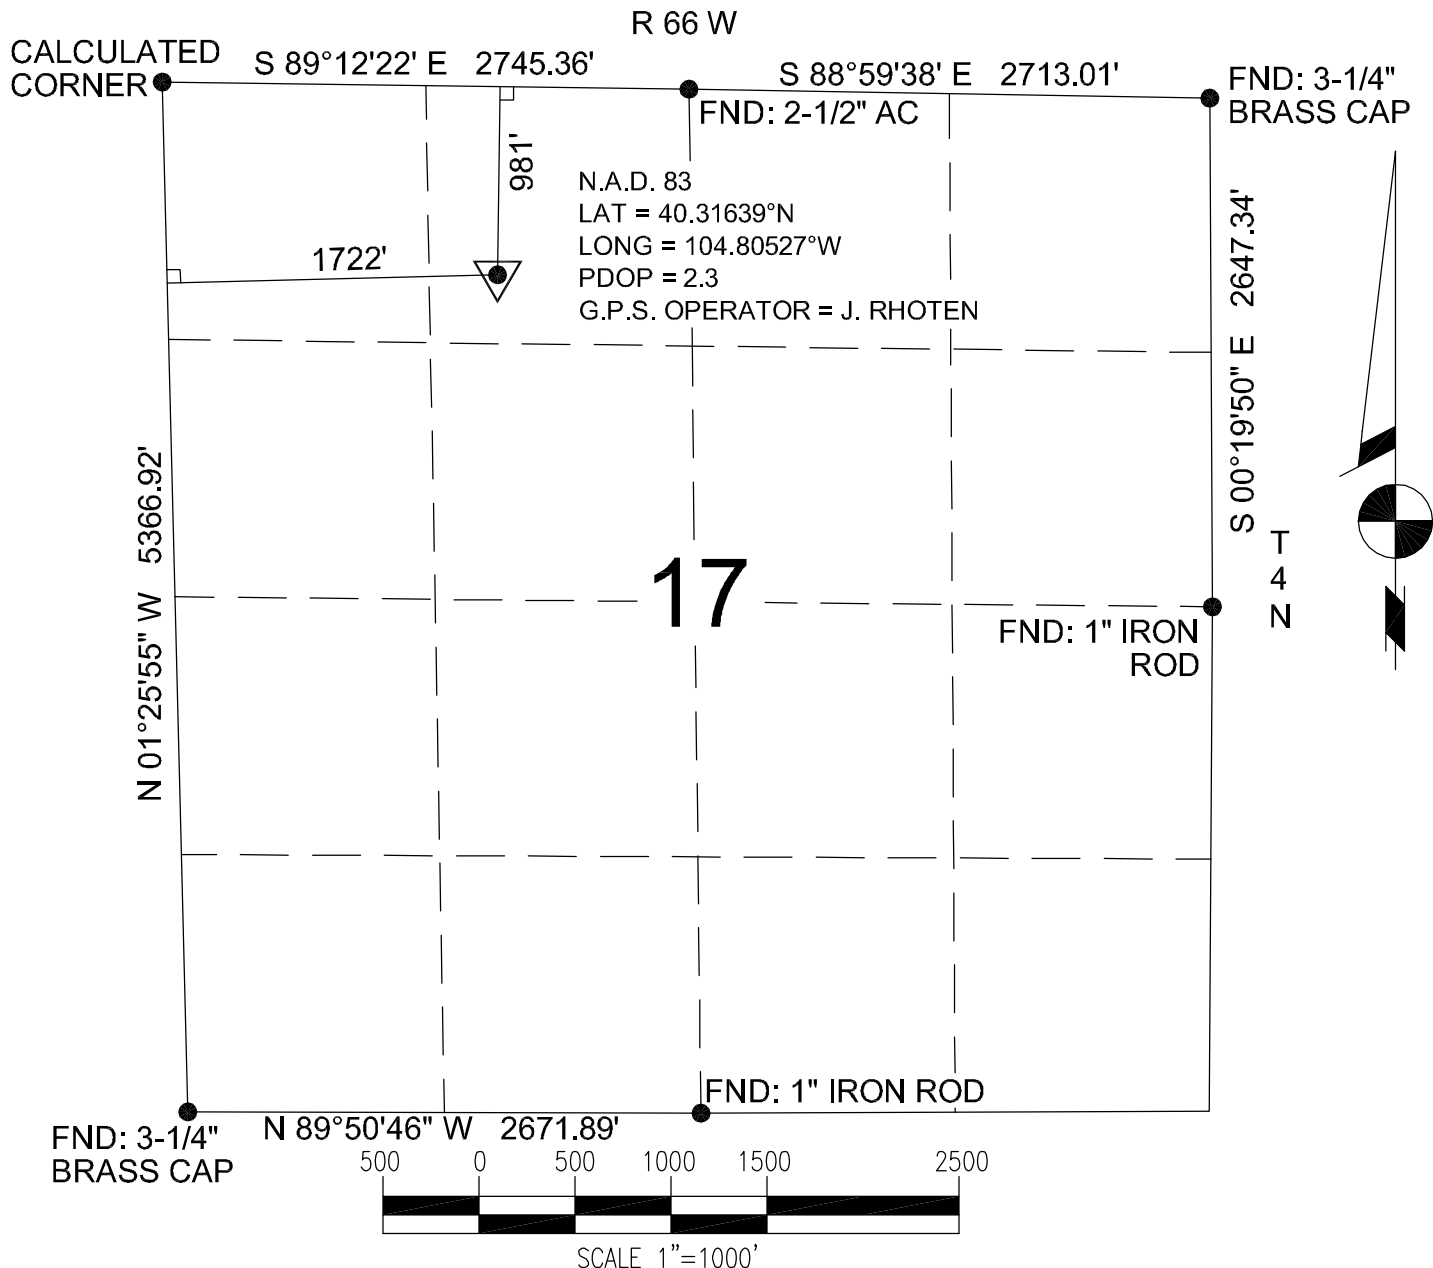 R 66 W
CALCULATED
CORNER
S 89°12'22' E 2745.36'
S 88°59'38' E 2713.01'
FND: 3-1/4"
BRASS CAP
FND: 2-1/2" AC
981'
N.A.D. 83
LAT = 40.31639°N
LONG = 104.80527°W
PDOP = 2.3
G.P.S. OPERATOR = J. RHOTEN
1722'
S 00°19'50" E 2647.34'
N 01°25'55" W 5366.92'
17
T
4
N
N
FND: 1" IRON
ROD
FND: 1" IRON ROD
N 89°50'46" W 2671.89'
FND: 3-1/4"
BRASS CAP
500 0 500 1000 1500 2500
SCALE 1"=1000'